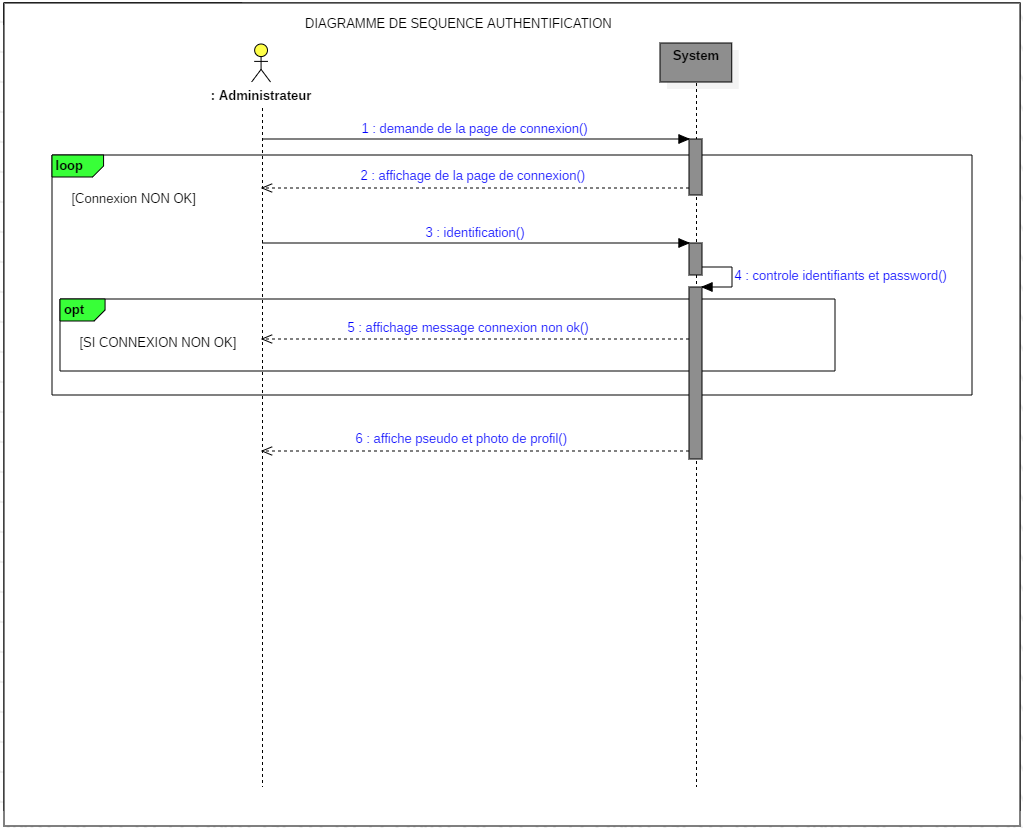 DIAGRAMME DE SEQUENCE AUTHENTIFICATION
System
: Administrateur
1 : demande de la page de connexion()
loop
2 : affichage de la page de connexion()
[Connexion NON OK]
3 : identification()
4 : controle identifiants et password()
opt
5 : affichage message connexion non ok()
[SI CONNEXION NON OK]
6 : affiche pseudo et photo de profil()